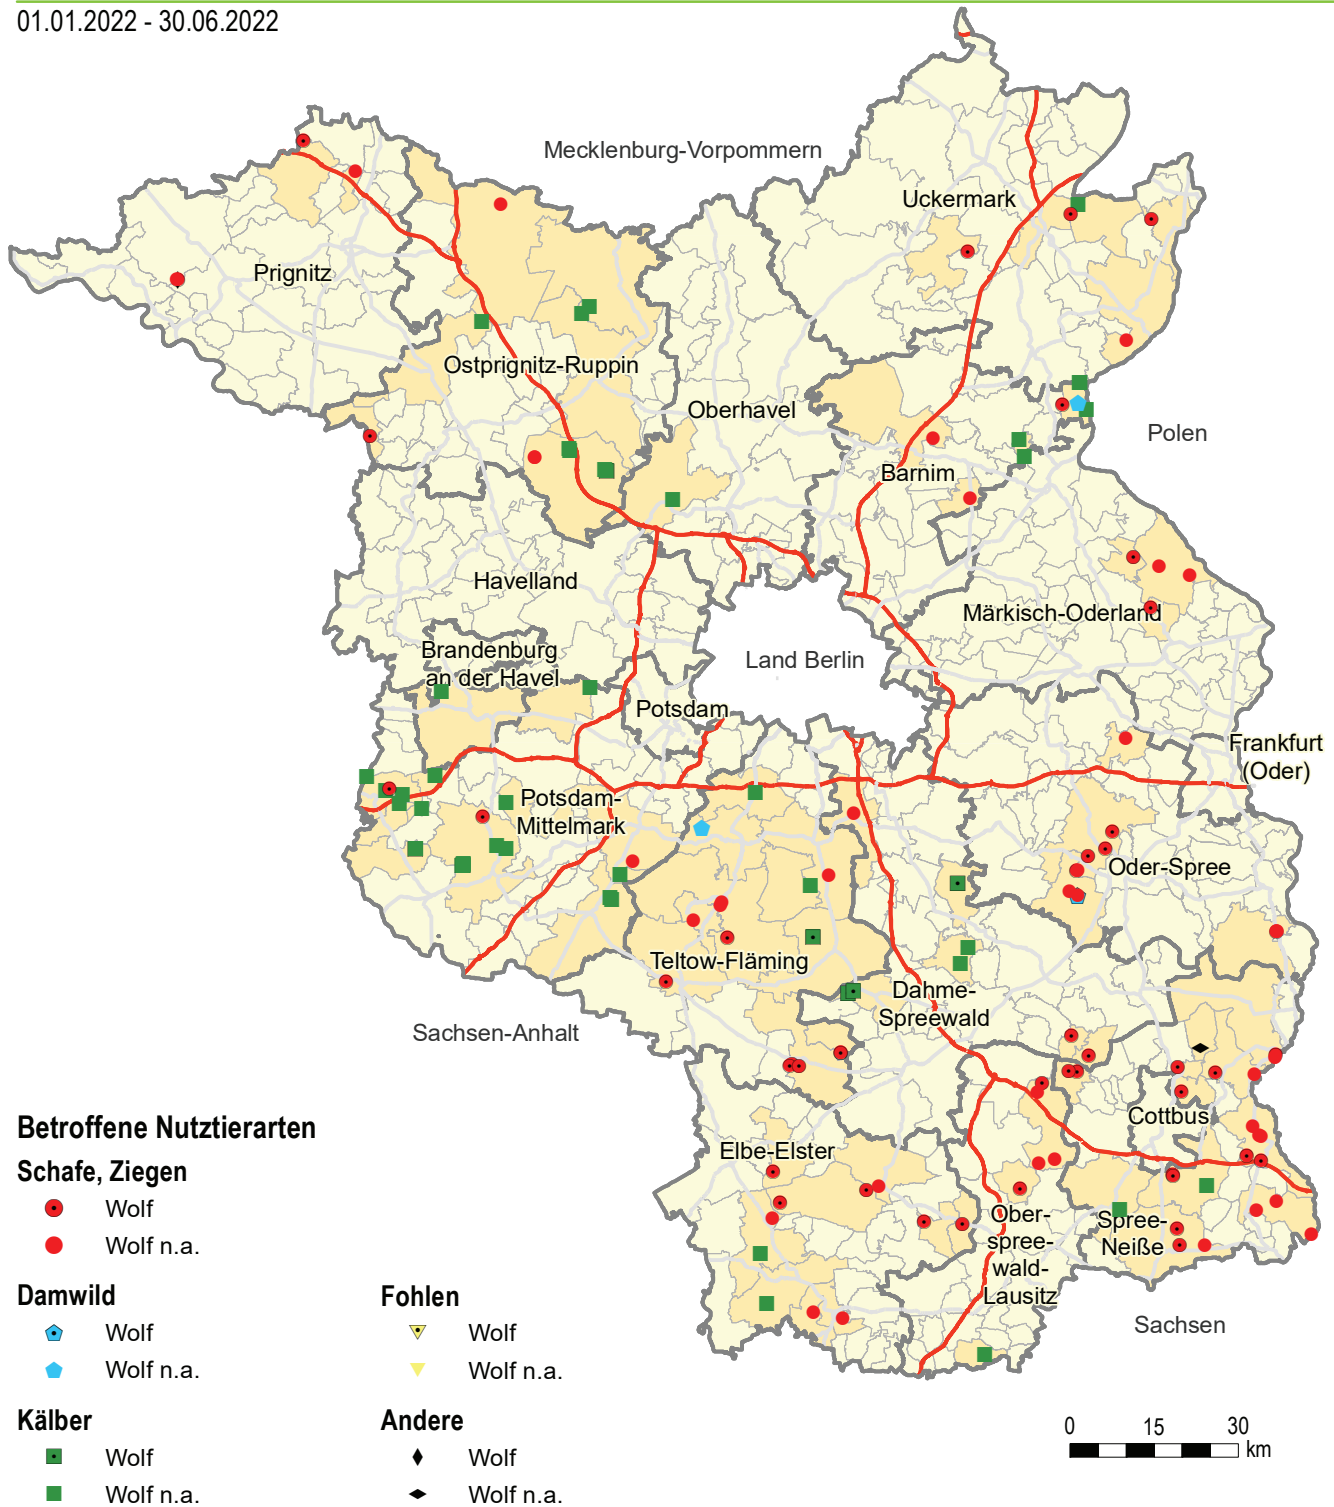 01.01.2022 - 30.06.2022
Mecklenburg-Vorpommern
Uckermark
Prignitz
Ostprignitz-Ruppin
Oberhavel
Polen
Barnim
Havelland
Märkisch-Oderland
Brandenburg
an der Havel
Land Berlin
Potsdam
Frankfurt
(Oder)
Potsdam-
Mittelmark
Oder-Spree
Teltow-Fläming
Dahme-
Spreewald
Sachsen-Anhalt
Cottbus
Elbe-Elster
Ober-
spree-
wald-
Lausitz
Spree-
Neiße
Sachsen
Betroffene Nutztierarten
Schafe, Ziegen
Wolf
Wolf n.a.
Damwild
Wolf
Wolf n.a.
Kälber
Wolf
Wolf n.a.
Fohlen
Wolf
Wolf n.a.
Andere
Wolf
Wolf n.a.
0 15 30
km